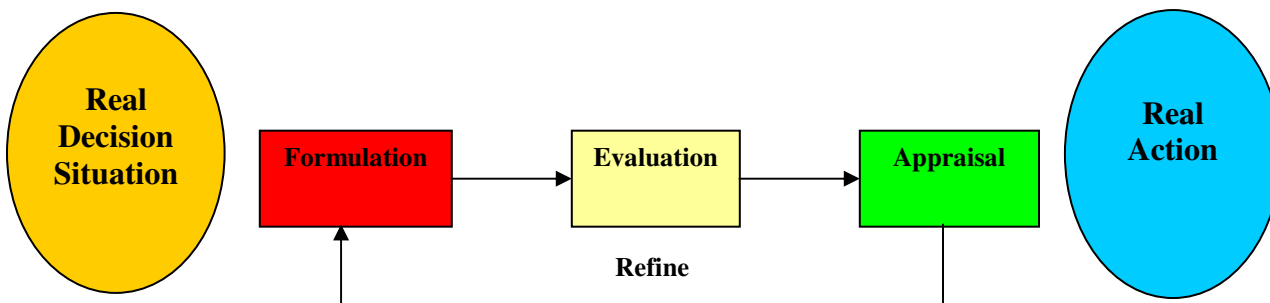 Real
Decision
Situation
Formulation
Evaluation
Appraisal
Real
Action
Refine